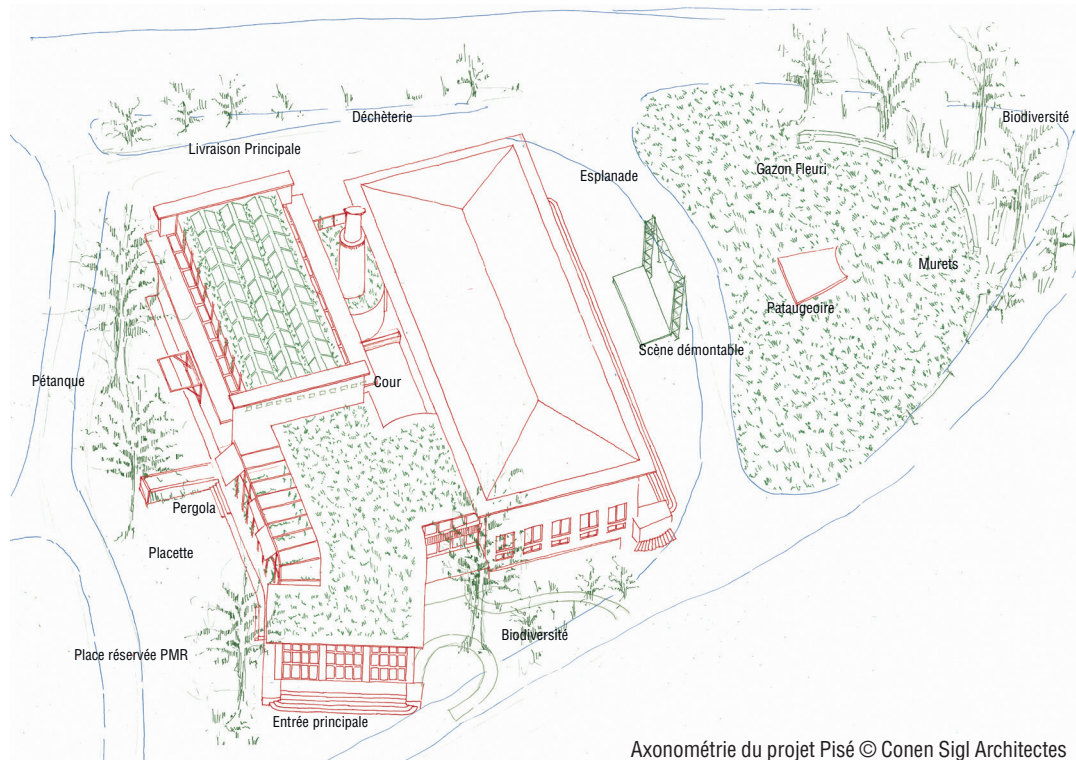 Déchèterie
Biodiversité
Livraison Principale
Esplanade
Gazon Fleuri
Murets
Pataugeoire
Scène démontable
Pétanque
Cour
Pergola
Placette
Biodiversité
Place réservée PMR
Entrée principale
Axonométrie du projet Pisé © Conen Sigl Architectes